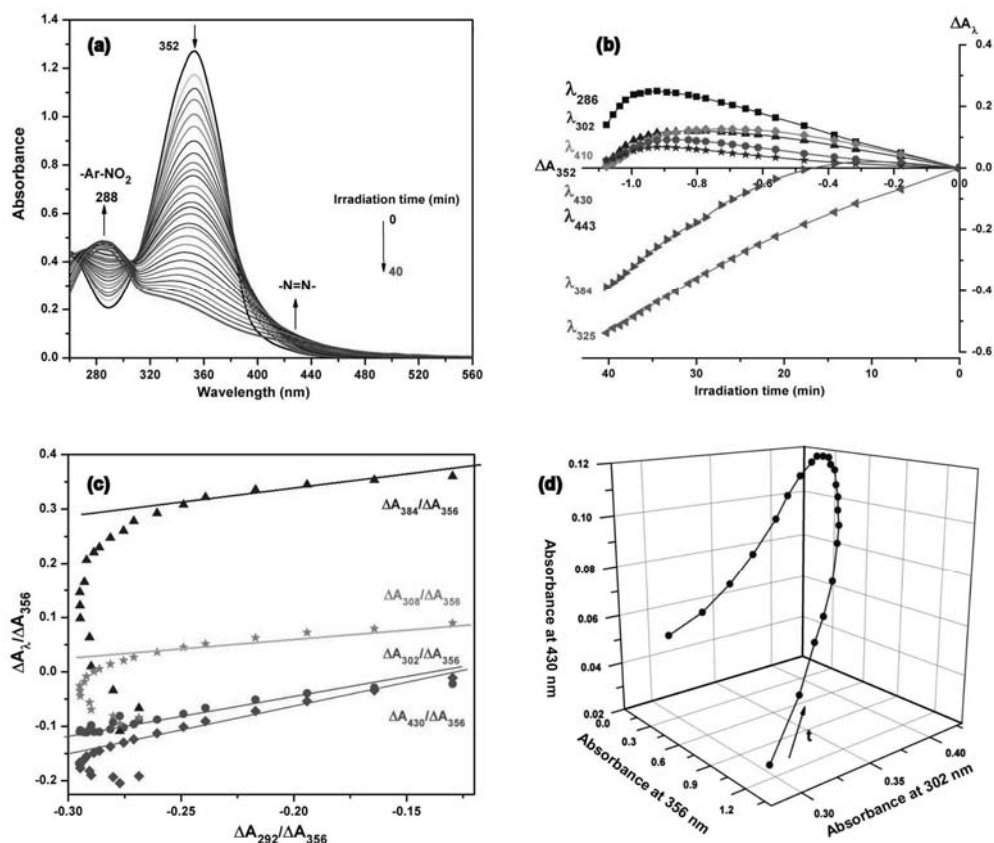 (a)
352
-Ar-NO₂
288
Irradiation time (min)
0
40
-N=N-
Absorbance
1.4
1.3
1.2
1.0
0.8
0.6
0.4
0.2
0.0
280 320 360 400 440 480 520 560
Wavelength (nm)
(b)
ΔA_λ
0.4
0.2
0.0
-0.2
-0.4
-0.6
λ₂₈₆
λ₃₀₂
λ₄₁₀
ΔA₃₅₂
-1.0 -0.8 -0.6 -0.4 -0.2 0.0
λ₄₃₀
λ₄₄₃
λ₃₈₄
λ₃₂₅
40 30 20 10 0
Irradiation time (min)
(c)
ΔA_λ/ΔA₃₅₆
0.4
0.3
0.2
0.1
0.0
-0.1
-0.2
ΔA₃₈₄/ΔA₃₅₆
ΔA₃₀₈/ΔA₃₅₆
ΔA₃₀₂/ΔA₃₅₆
ΔA₄₃₀/ΔA₃₅₆
-0.30 -0.25 -0.20 -0.15
ΔA₂₉₂/ΔA₃₅₆
(d)
Absorbance at 430 nm
0.12
0.10
0.08
0.06
0.04
0.02
0.0 0.3 0.6 0.9 1.2
Absorbance at 356 nm
t
0.30 0.35 0.40
Absorbance at 302 nm